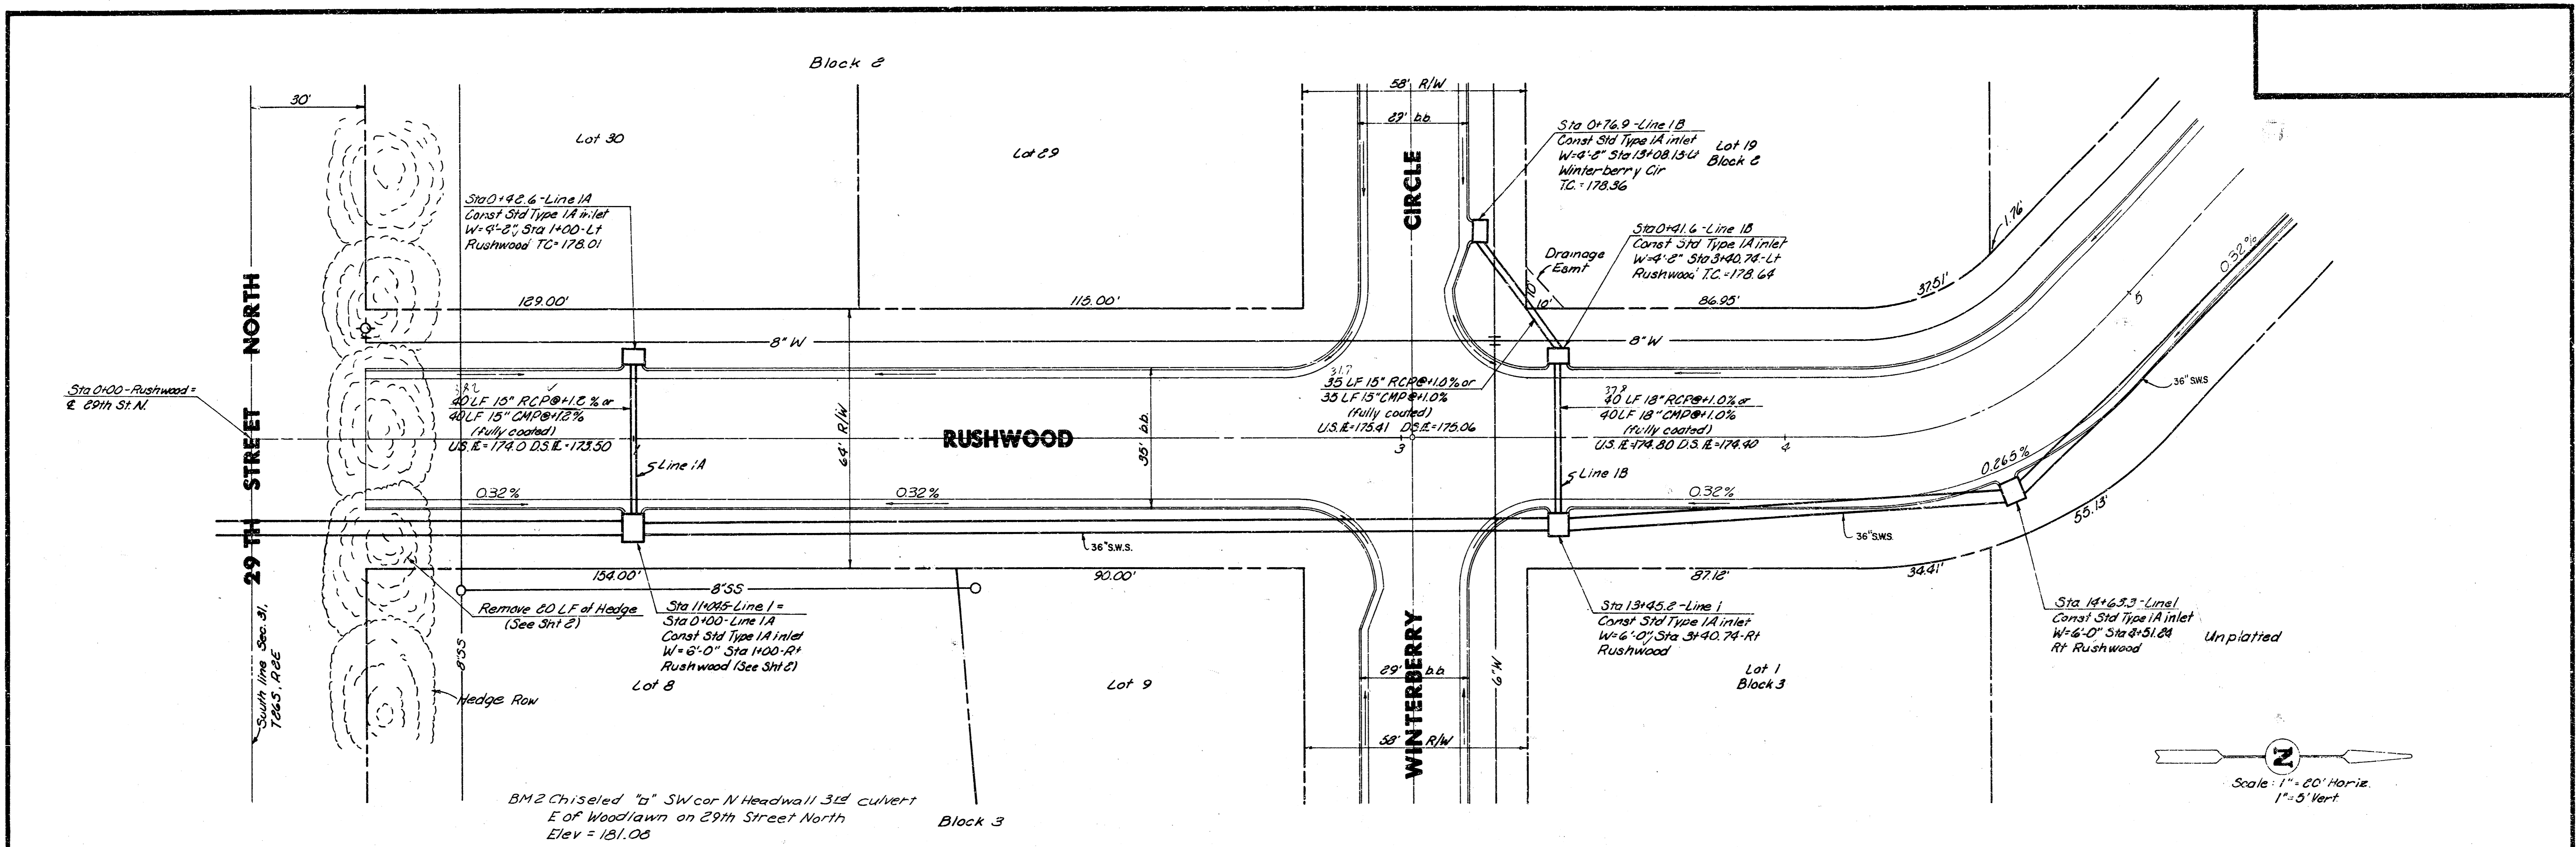 Block 2
30'
58' R/W
29' b.b.
Lot 30
Lot 29
CIRCLE
Sta 0+76.9 - Line 1B
Const Std Type 1A inlet
W=4'-2" Sta 13+08.13-Lt
Winterberry Cir
T.C. = 178.36
Lot 19
Block 2
Sta 0+42.6 - Line 1A
Const Std Type 1A inlet
W=4'-2", Sta 1+00-Lt
Rushwood TC=178.01
Sta 0+41.6 - Line 1B
Const Std Type 1A inlet
W=4'-2" Sta 3+40.74-Lt
Rushwood T.C.=178.64
Drainage
Esmt
10'
10'
1.76'
0.32%
129.00'
115.00'
86.95'
37.51'
8" W
8" W
29 TH STREET NORTH
Sta 0+00-Rushwood =
℄ 29th St. N.
40 LF 15" RCP@+1.2% or
40 LF 15" CMP@+1.2%
(fully coated)
U.S. IE=174.0 D.S. IE=173.50
64' R/W
RUSHWOOD
35' b.b.
31.7
35 LF 15" RCP@+1.0% or
35 LF 15" CMP@+1.0%
(fully coated)
U.S. IE=175.41 D.S. IE=175.06
3
37.8
40 LF 18" RCP@+1.0% or
40 LF 18" CMP@+1.0%
(fully coated)
U.S. IE=174.80 D.S. IE=174.40
4
5
36" S.W.S
Line 1A
Line 1B
0.32%
0.32%
0.32%
0.265%
36" S.W.S.
36" S.W.S.
55.13'
154.00'
8"SS
90.00'
87.12'
34.41'
Remove 20 LF of Hedge
(See Sht 2)
Sta 11+04.5-Line 1 =
Sta 0+00-Line 1A
Const Std Type 1A inlet
W=6'-0" Sta 1+00-Rt
Rushwood (See Sht 2)
Sta 13+45.2-Line 1
Const Std Type 1A inlet
W=6'-0", Sta 3+40.74-Rt
Rushwood
Sta 14+63.3-Line 1
Const Std Type 1A inlet
W=6'-0" Sta 4+51.24
Rt Rushwood
Unplatted
South line Sec. 31,
T26S, R2E
8"SS
Hedge Row
Lot 8
Lot 9
29' b.b.
6"W
WINTERBERRY
Lot 1
Block 3
58' R/W
N
Scale: 1"=20' Horiz.
1"=5' Vert.
BM2 Chiseled "□" SW cor N Headwall 3rd culvert
E of Woodlawn on 29th Street North
Elev = 181.08
Block 3